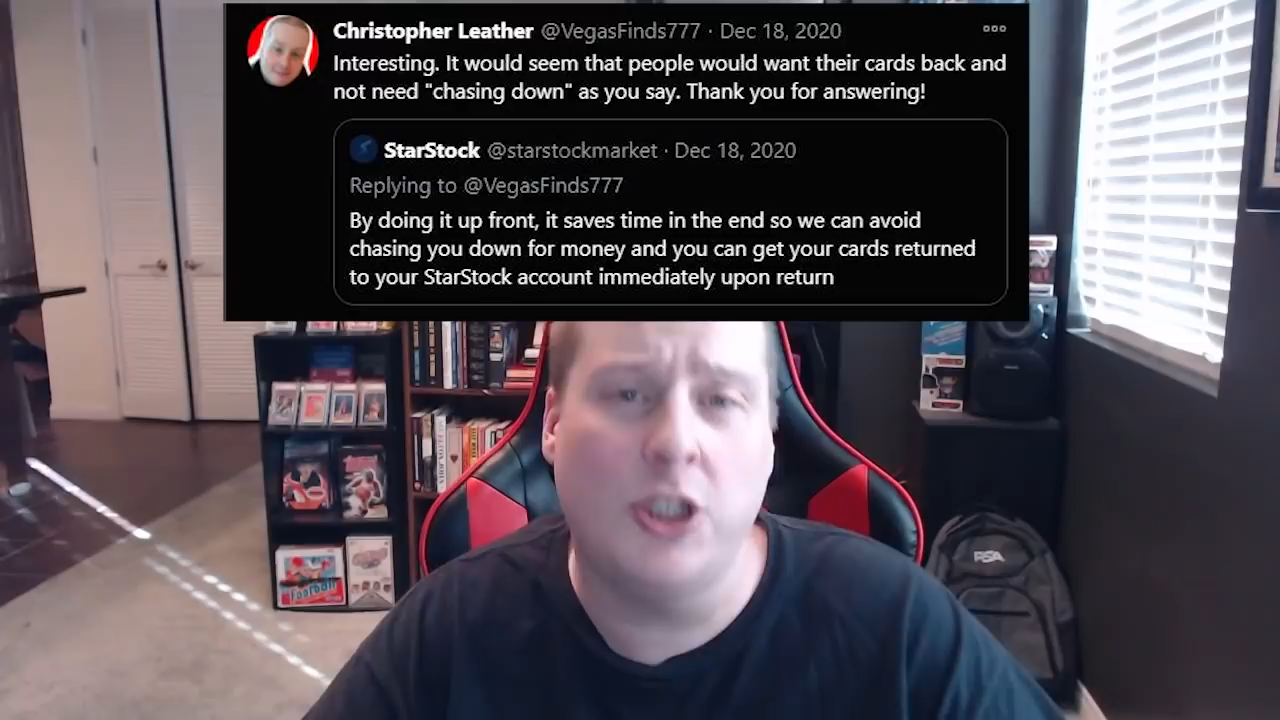 Christopher Leather @VegasFinds777 · Dec 18, 2020
Interesting. It would seem that people would want their cards back and
not need "chasing down" as you say. Thank you for answering!
StarStock @starstockmarket · Dec 18, 2020
Replying to @VegasFinds777
By doing it up front, it saves time in the end so we can avoid
chasing you down for money and you can get your cards returned
to your StarStock account immediately upon return
PSA
Football